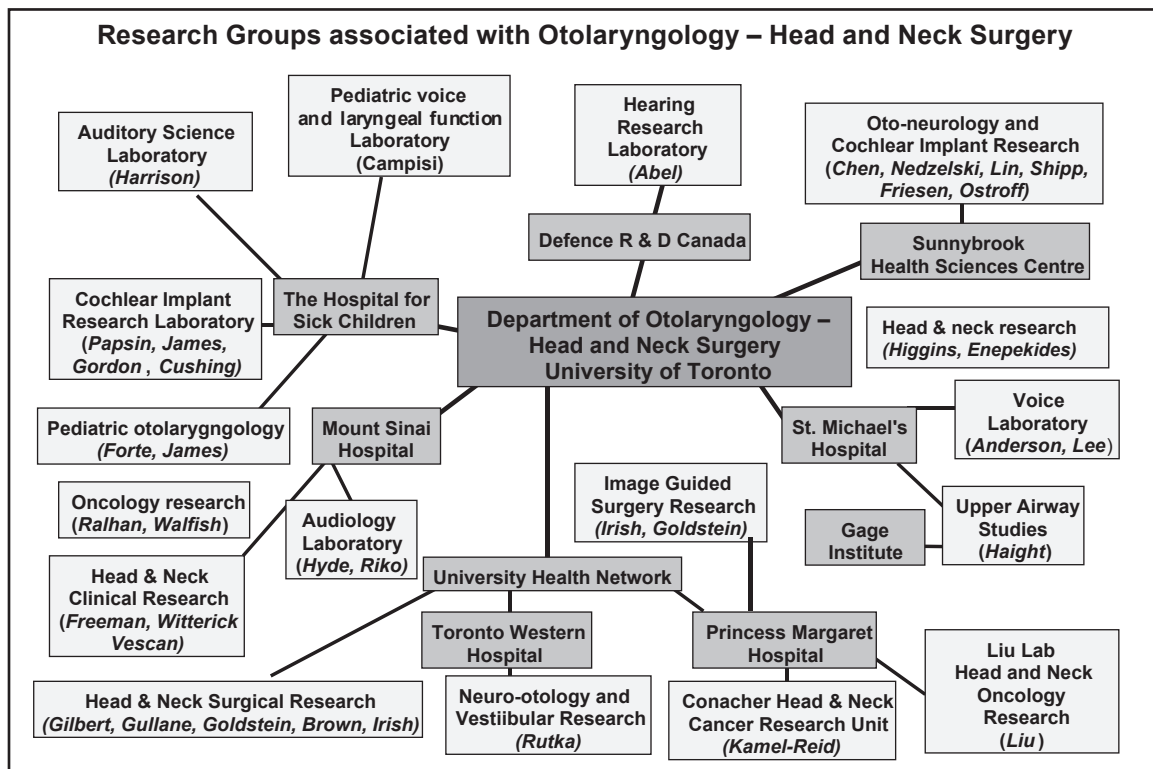 Research Groups associated with Otolaryngology – Head and Neck Surgery
Auditory Science
Laboratory
(Harrison)
Pediatric voice
and laryngeal function
Laboratory
(Campisi)
Hearing
Research
Laboratory
(Abel)
Oto-neurology and
Cochlear Implant Research
(Chen, Nedzelski, Lin, Shipp,
Friesen, Ostroff)
Defence R & D Canada
Sunnybrook
Health Sciences Centre
Cochlear Implant
Research Laboratory
(Papsin, James,
Gordon , Cushing)
The Hospital for
Sick Children
Department of Otolaryngology –
Head and Neck Surgery
University of Toronto
Head & neck research
(Higgins, Enepekides)
Pediatric otolarygngology
(Forte, James)
Mount Sinai
Hospital
St. Michael's
Hospital
Voice
Laboratory
(Anderson, Lee)
Oncology research
(Ralhan, Walfish)
Audiology
Laboratory
(Hyde, Riko)
Image Guided
Surgery Research
(Irish, Goldstein)
Gage
Institute
Upper Airway
Studies
(Haight)
Head & Neck
Clinical Research
(Freeman, Witterick
Vescan)
University Health Network
Toronto Western
Hospital
Princess Margaret
Hospital
Liu Lab
Head and Neck
Oncology
Research
(Liu )
Head & Neck Surgical Research
(Gilbert, Gullane, Goldstein, Brown, Irish)
Neuro-otology and
Vestiibular Research
(Rutka)
Conacher Head & Neck
Cancer Research Unit
(Kamel-Reid)